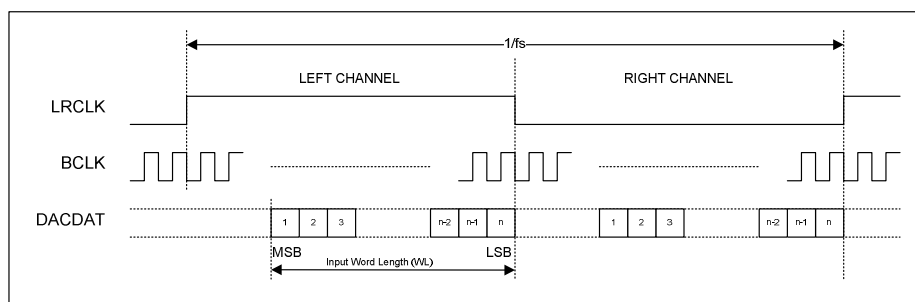 1/fs
LEFT CHANNEL RIGHT CHANNEL
LRCLK
BCLK
DACDAT 1 2 3 n-2 n-1 n 1 2 3 n-2 n-1 n
MSB LSB
Input Word Length (WL)